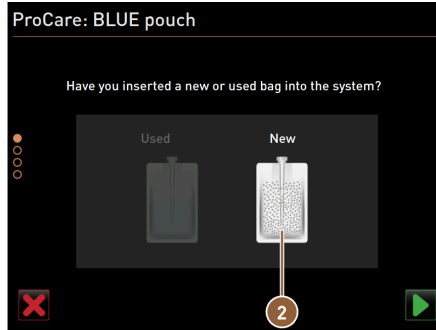 ProCare: BLUE pouch
Have you inserted a new or used bag into the system?
Used
New
2